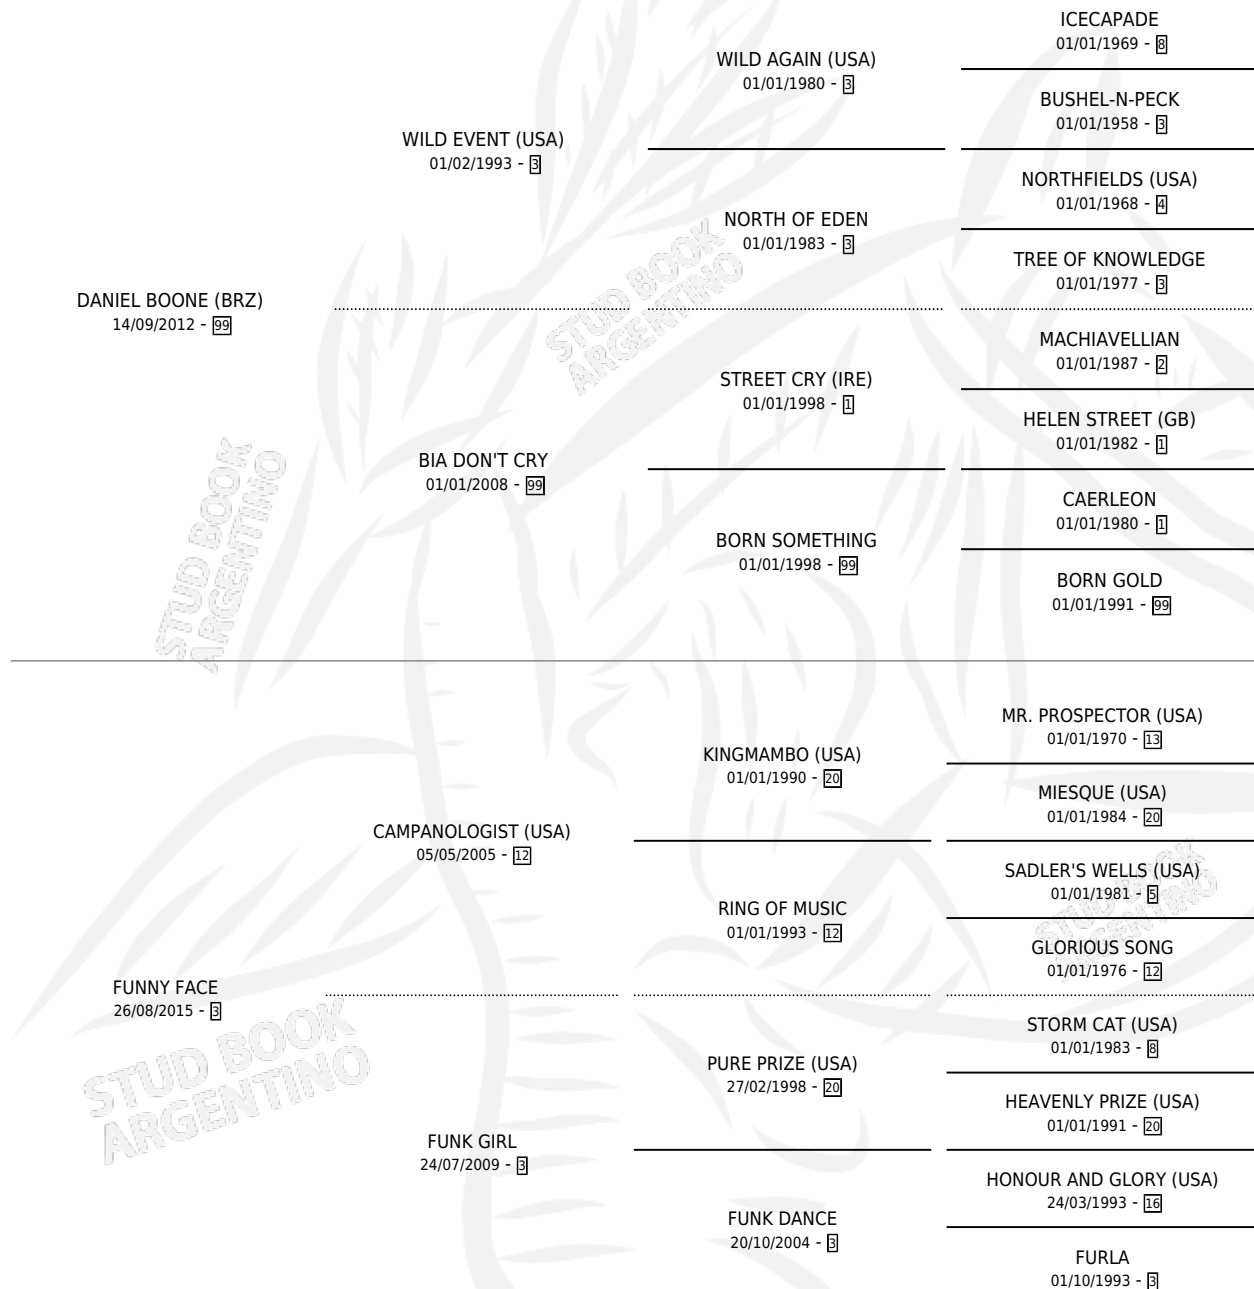 ICECAPADE
01/01/1969 - 8
WILD AGAIN (USA)
01/01/1980 - 3
BUSHEL-N-PECK
01/01/1958 - 3
WILD EVENT (USA)
01/02/1993 - 3
NORTHFIELDS (USA)
01/01/1968 - 4
NORTH OF EDEN
01/01/1983 - 3
TREE OF KNOWLEDGE
01/01/1977 - 3
DANIEL BOONE (BRZ)
14/09/2012 - 99
MACHIAVELLIAN
01/01/1987 - 2
STREET CRY (IRE)
01/01/1998 - 1
HELEN STREET (GB)
01/01/1982 - 1
BIA DON'T CRY
01/01/2008 - 99
CAERLEON
01/01/1980 - 1
BORN SOMETHING
01/01/1998 - 99
BORN GOLD
01/01/1991 - 99
MR. PROSPECTOR (USA)
01/01/1970 - 13
KINGMAMBO (USA)
01/01/1990 - 20
MIESQUE (USA)
01/01/1984 - 20
CAMPANOLOGIST (USA)
05/05/2005 - 12
SADLER'S WELLS (USA)
01/01/1981 - 5
RING OF MUSIC
01/01/1993 - 12
GLORIOUS SONG
01/01/1976 - 12
FUNNY FACE
26/08/2015 - 3
STORM CAT (USA)
01/01/1983 - 8
PURE PRIZE (USA)
27/02/1998 - 20
HEAVENLY PRIZE (USA)
01/01/1991 - 20
FUNK GIRL
24/07/2009 - 3
HONOUR AND GLORY (USA)
24/03/1993 - 16
FUNK DANCE
20/10/2004 - 3
FURLA
01/10/1993 - 3
STUD BOOK
ARGENTINO
STUD BOOK
ARGENTINO
STUD BOOK
ARGENTINO
STUD BOOK
ARGENTINO